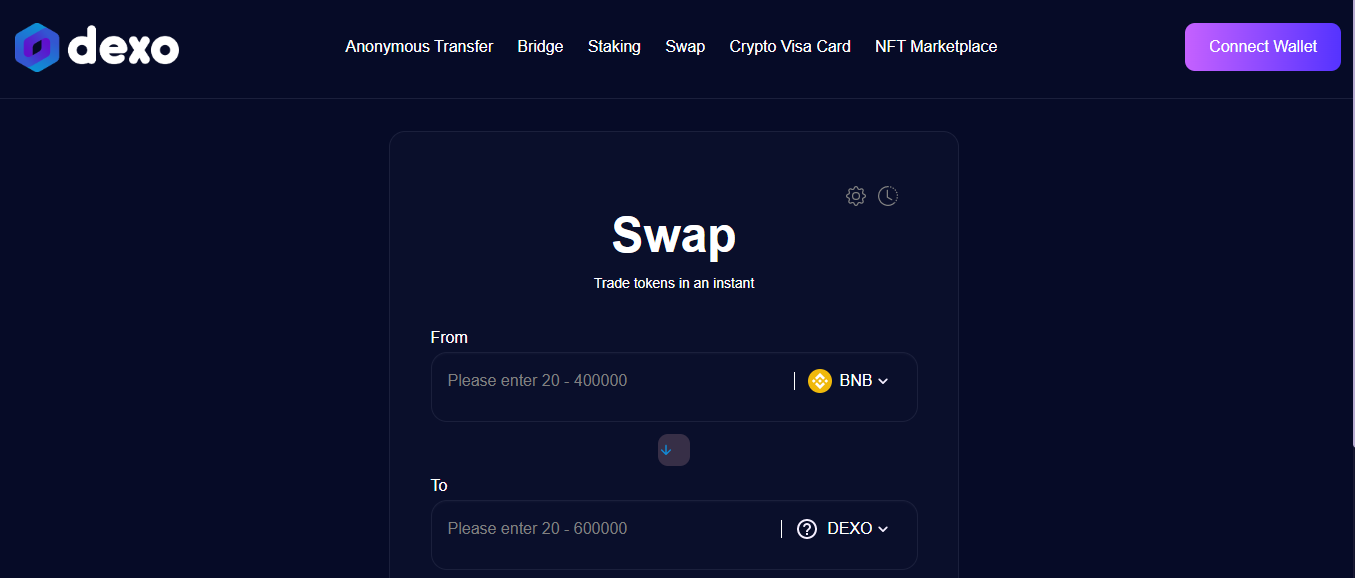 dexo
Anonymous Transfer Bridge Staking Swap Crypto Visa Card NFT Marketplace Connect Wallet
Swap
Trade tokens in an instant
From
Please enter 20 - 400000 BNB
To
Please enter 20 - 600000 DEXO